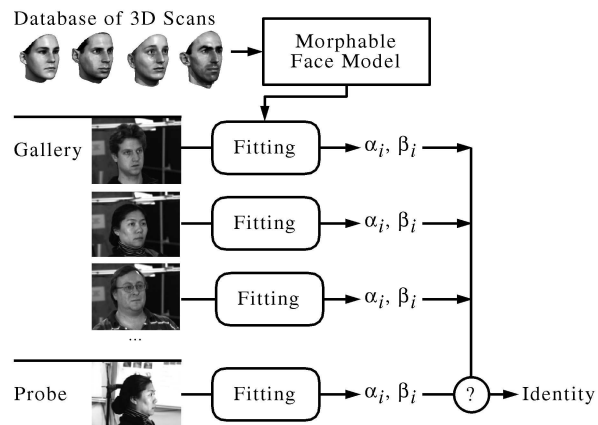 Database of 3D Scans
Morphable
Face Model
Gallery
Fitting
αi, βi
Fitting
αi, βi
Fitting
αi, βi
...
Probe
Fitting
αi, βi
?
Identity